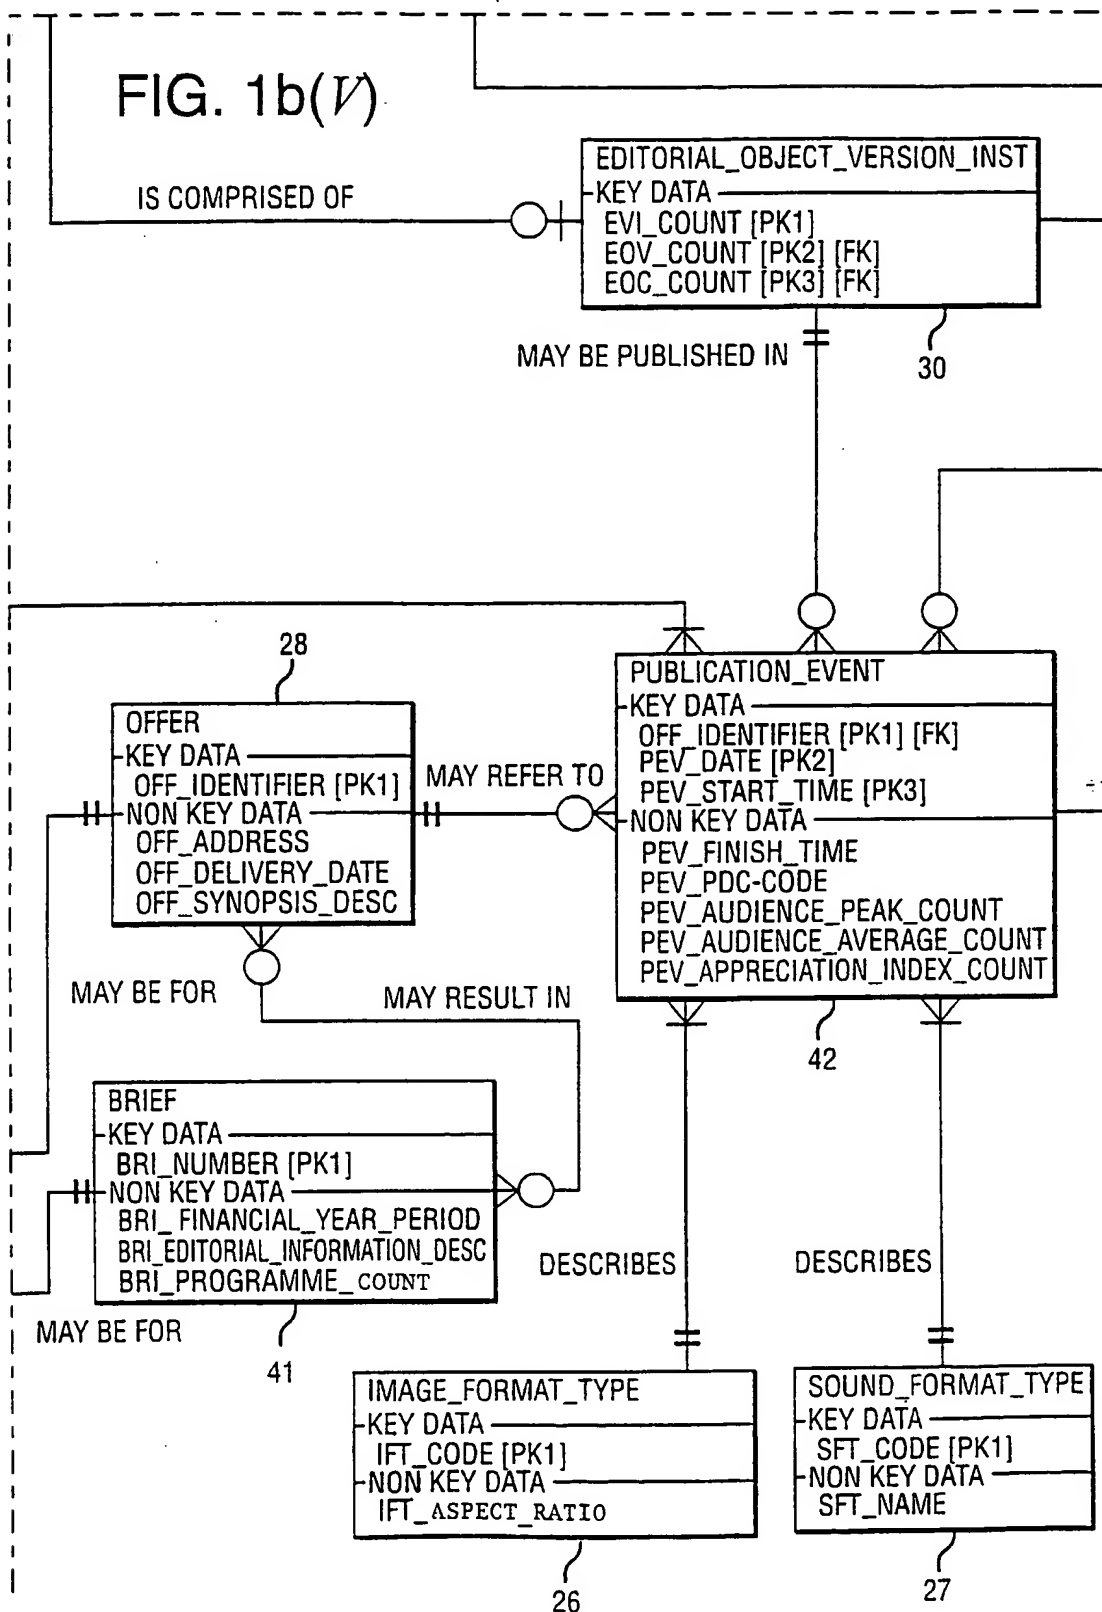 FIG. 1b(V)
EDITORIAL_OBJECT_VERSION_INST
KEY DATA
EVI_COUNT [PK1]
EOV_COUNT [PK2] [FK]
EOC_COUNT [PK3] [FK]
IS COMPRISED OF
30
MAY BE PUBLISHED IN
28
OFFER
KEY DATA
OFF_IDENTIFIER [PK1]
NON KEY DATA
OFF_ADDRESS
OFF_DELIVERY_DATE
OFF_SYNOPSIS_DESC
MAY REFER TO
PUBLICATION_EVENT
KEY DATA
OFF_IDENTIFIER [PK1] [FK]
PEV_DATE [PK2]
PEV_START_TIME [PK3]
NON KEY DATA
PEV_FINISH_TIME
PEV_PDC-CODE
PEV_AUDIENCE_PEAK_COUNT
PEV_AUDIENCE_AVERAGE_COUNT
PEV_APPRECIATION_INDEX_COUNT
42
MAY BE FOR
MAY RESULT IN
BRIEF
KEY DATA
BRI_NUMBER [PK1]
NON KEY DATA
BRI_FINANCIAL_YEAR_PERIOD
BRI_EDITORIAL_INFORMATION_DESC
BRI_PROGRAMME_COUNT
MAY BE FOR
41
DESCRIBES
DESCRIBES
IMAGE_FORMAT_TYPE
KEY DATA
IFT_CODE [PK1]
NON KEY DATA
IFT_ASPECT_RATIO
26
SOUND_FORMAT_TYPE
KEY DATA
SFT_CODE [PK1]
NON KEY DATA
SFT_NAME
27